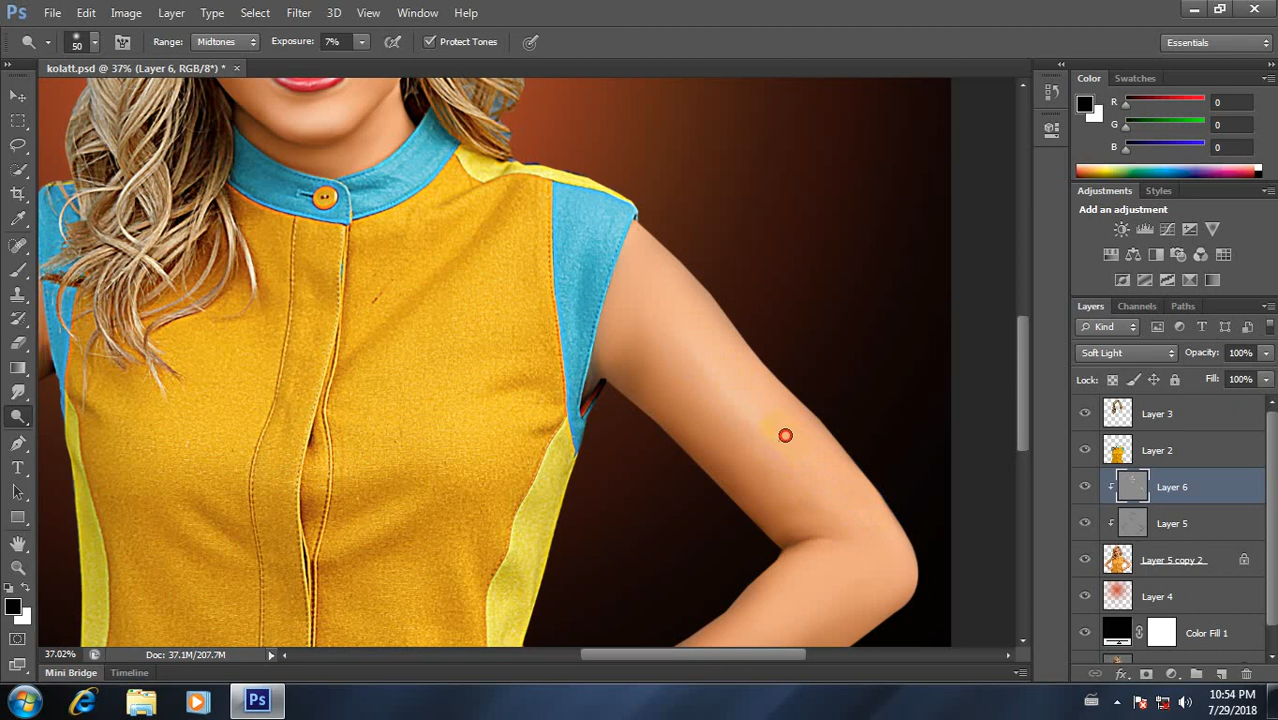 Ps File Edit Image Layer Type Select Filter 3D View Window Help
50 Range: Midtones Exposure: 7% Protect Tones Essentials
kolatt.psd @ 37% (Layer 6, RGB/8*) * ×
Color Swatches
R 0
G 0
B 0
Adjustments Styles
Add an adjustment
Layers Channels Paths
Kind
Soft Light Opacity: 100%
Lock: Fill: 100%
Layer 3
Layer 2
Layer 6
Layer 5
Layer 5 copy 2
Layer 4
Color Fill 1
37.02% Doc: 37.1M/207.7M
Mini Bridge Timeline
Ps 10:54 PM
7/29/2018